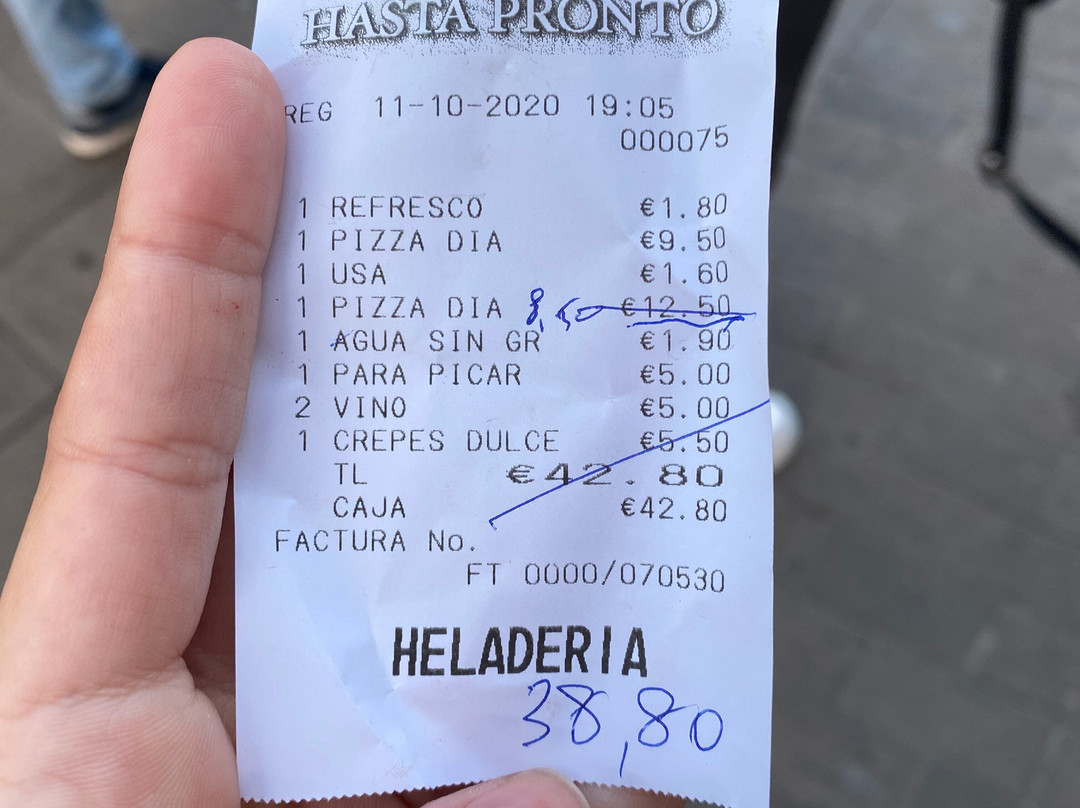 HASTA PRONTO
REG 11-10-2020 19:05
000075
1 REFRESCO €1.80
1 PIZZA DIA €9.50
1 USA €1.60
1 PIZZA DIA 8,50 €12.50
1 AGUA SIN GR €1.90
1 PARA PICAR €5.00
2 VINO €5.00
1 CREPES DULCE €5.50
TL €42.80
CAJA €42.80
FACTURA No.
FT 0000/070530
HELADERIA
38,80